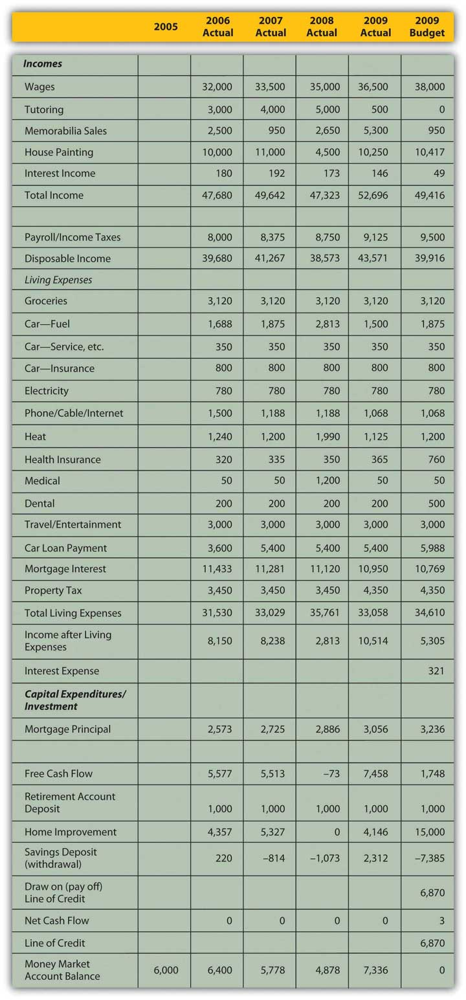 2005 2006 Actual 2007 Actual 2008 Actual 2009 Actual 2009 Budget
Incomes
Wages 32,000 33,500 35,000 36,500 38,000
Tutoring 3,000 4,000 5,000 500 0
Memorabilia Sales 2,500 950 2,650 5,300 950
House Painting 10,000 11,000 4,500 10,250 10,417
Interest Income 180 192 173 146 49
Total Income 47,680 49,642 47,323 52,696 49,416
Payroll/Income Taxes 8,000 8,375 8,750 9,125 9,500
Disposable Income 39,680 41,267 38,573 43,571 39,916
Living Expenses
Groceries 3,120 3,120 3,120 3,120 3,120
Car—Fuel 1,688 1,875 2,813 1,500 1,875
Car—Service, etc. 350 350 350 350 350
Car—Insurance 800 800 800 800 800
Electricity 780 780 780 780 780
Phone/Cable/Internet 1,500 1,188 1,188 1,068 1,068
Heat 1,240 1,200 1,990 1,125 1,200
Health Insurance 320 335 350 365 760
Medical 50 50 1,200 50 50
Dental 200 200 200 200 500
Travel/Entertainment 3,000 3,000 3,000 3,000 3,000
Car Loan Payment 3,600 5,400 5,400 5,400 5,988
Mortgage Interest 11,433 11,281 11,120 10,950 10,769
Property Tax 3,450 3,450 3,450 4,350 4,350
Total Living Expenses 31,530 33,029 35,761 33,058 34,610
Income after Living
Expenses 8,150 8,238 2,813 10,514 5,305
Interest Expense 321
Capital Expenditures/
Investment
Mortgage Principal 2,573 2,725 2,886 3,056 3,236
Free Cash Flow 5,577 5,513 –73 7,458 1,748
Retirement Account
Deposit 1,000 1,000 1,000 1,000 1,000
Home Improvement 4,357 5,327 0 4,146 15,000
Savings Deposit
(withdrawal) 220 –814 –1,073 2,312 –7,385
Draw on (pay off)
Line of Credit 6,870
Net Cash Flow 0 0 0 0 3
Line of Credit 6,870
Money Market
Account Balance 6,000 6,400 5,778 4,878 7,336 0